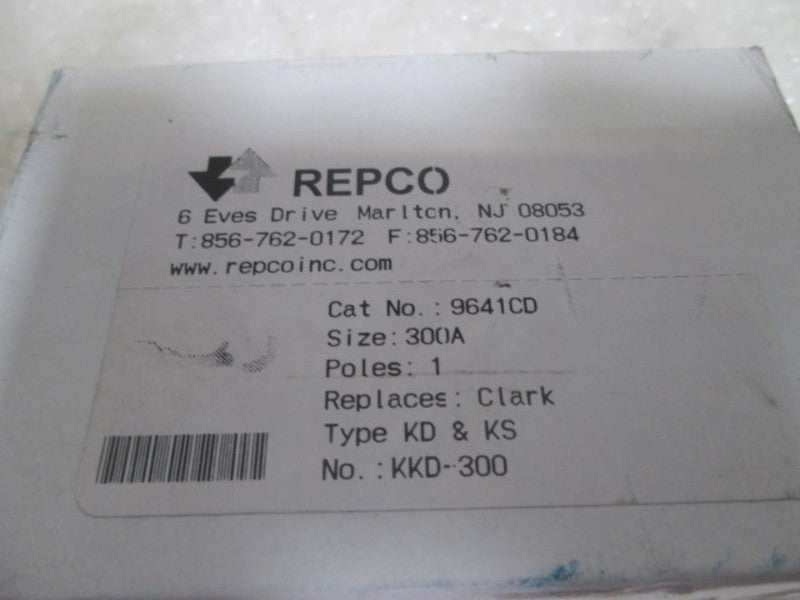 REPCO
6 Eves Drive Marlton, NJ 08053
T:856-762-0172 F:856-762-0184
www.repcoinc.com
Cat No.: 9641CD
Size: 300A
Poles: 1
Replaces: Clark
Type KD & KS
No.: KKD-300